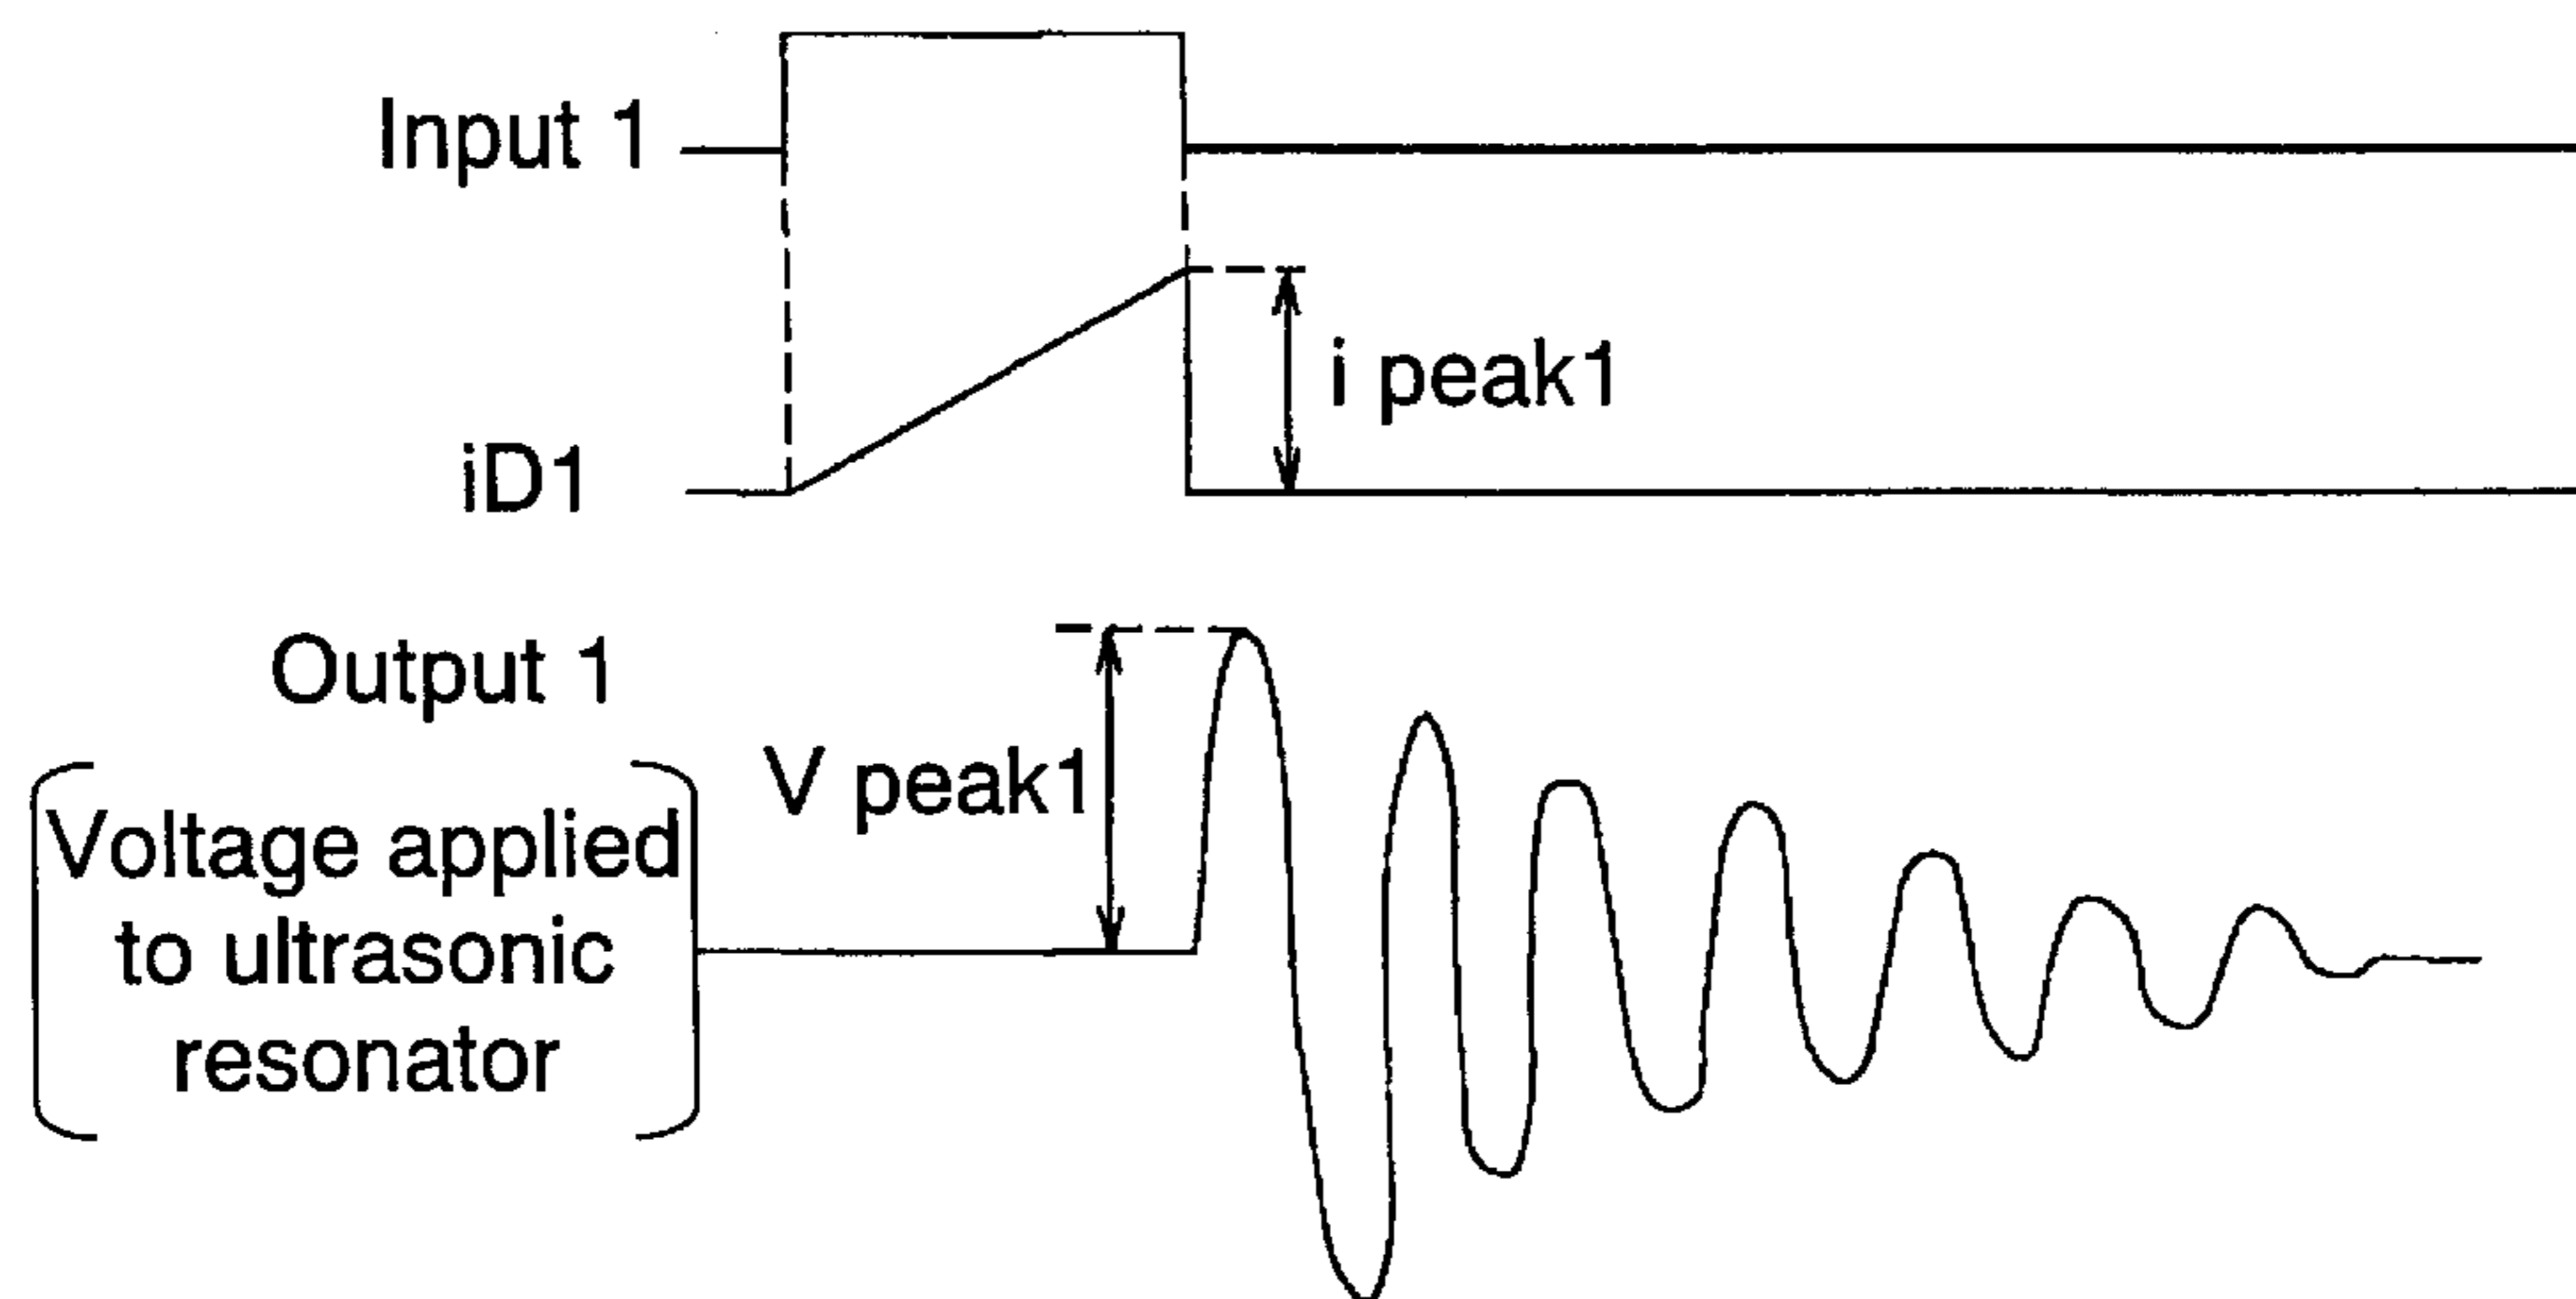 Input 1
i peak1
iD1
Output 1
V peak1
Voltage applied
to ultrasonic
resonator